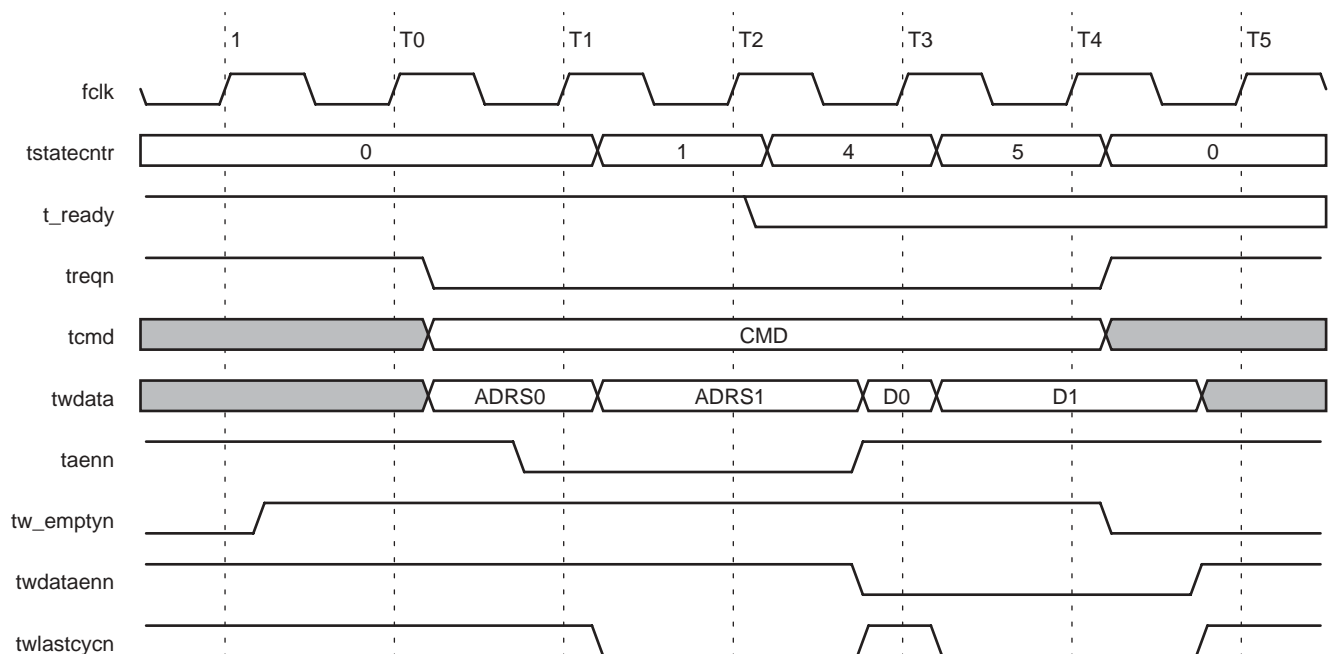 1 T0 T1 T2 T3 T4 T5
fclk
tstatecntr 0 1 4 5 0
t_ready
treqn
tcmd CMD
twdata ADRS0 ADRS1 D0 D1
taenn
tw_emptyn
twdataenn
twlastcycn